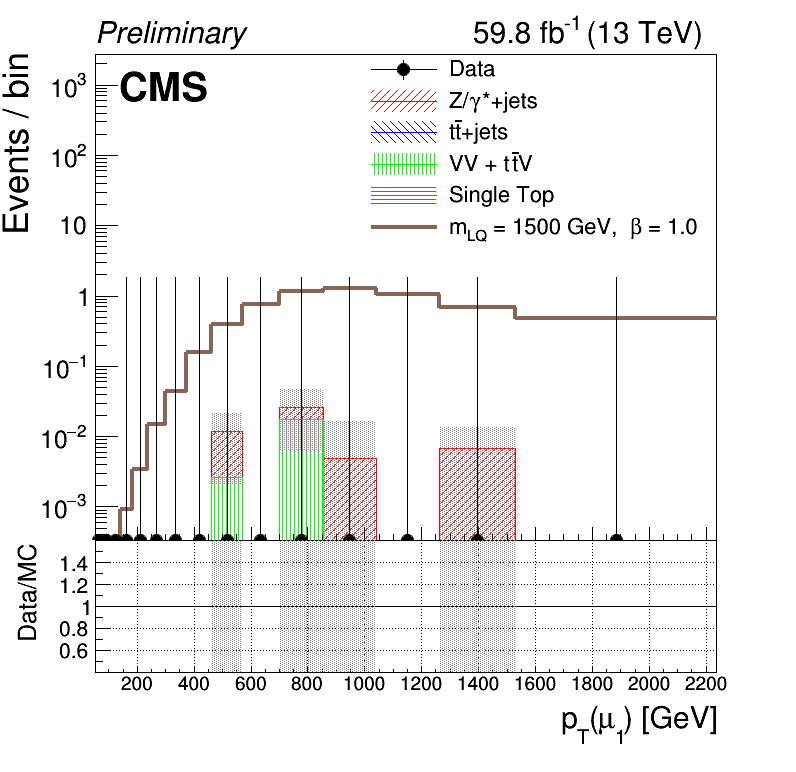 Preliminary 59.8 fb⁻¹ (13 TeV)
CMS
Events / bin
10³
10²
10
1
10⁻¹
10⁻²
10⁻³
Data
Z/γ*+jets
tt̄+jets
VV + tt̄V
Single Top
m_LQ = 1500 GeV, β = 1.0
Data/MC
1.4
1.2
1
0.8
0.6
200 400 600 800 1000 1200 1400 1600 1800 2000 2200
p_T(μ₁) [GeV]